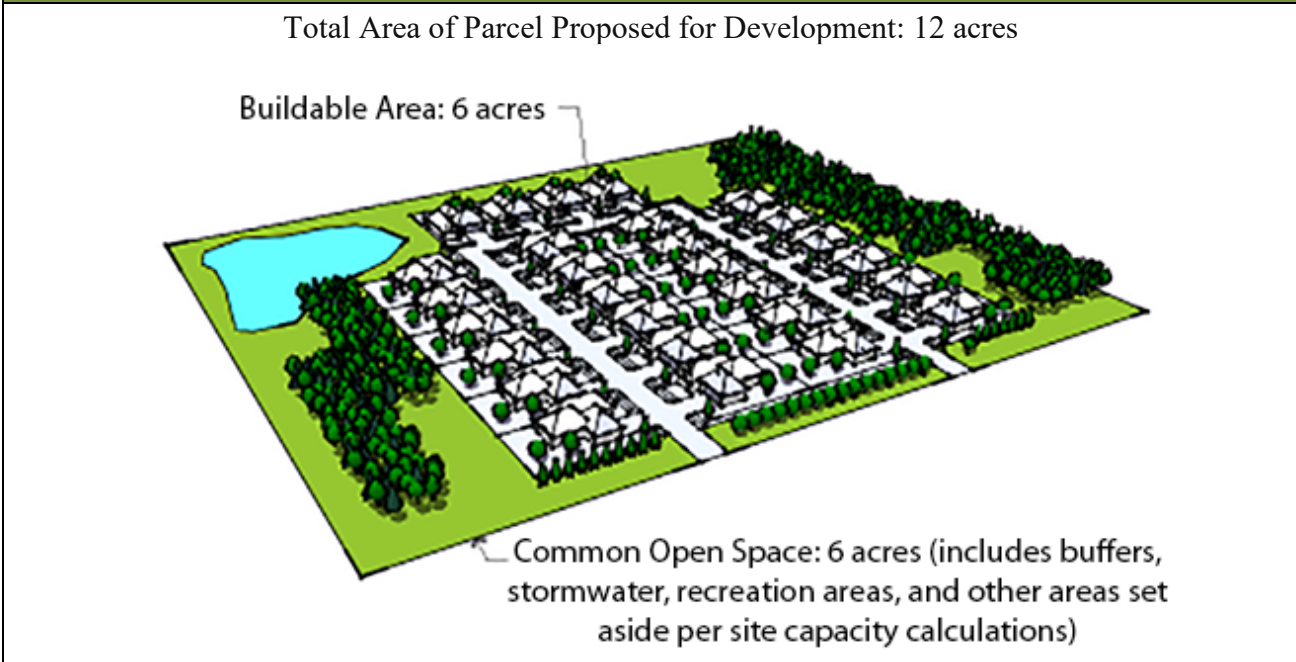 Total Area of Parcel Proposed for Development: 12 acres
Buildable Area: 6 acres
Common Open Space: 6 acres (includes buffers,
stormwater, recreation areas, and other areas set
aside per site capacity calculations)